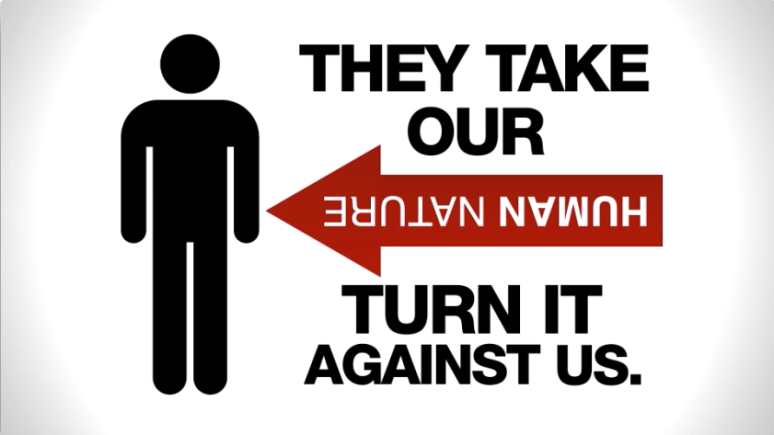 THEY TAKE
OUR
HUMAN NATURE
TURN IT
AGAINST US.